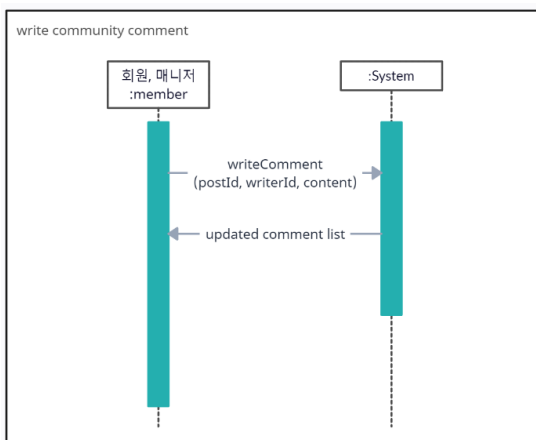 write community comment
회원, 매니저
:member
:System
writeComment
(postId, writerId, content)
updated comment list